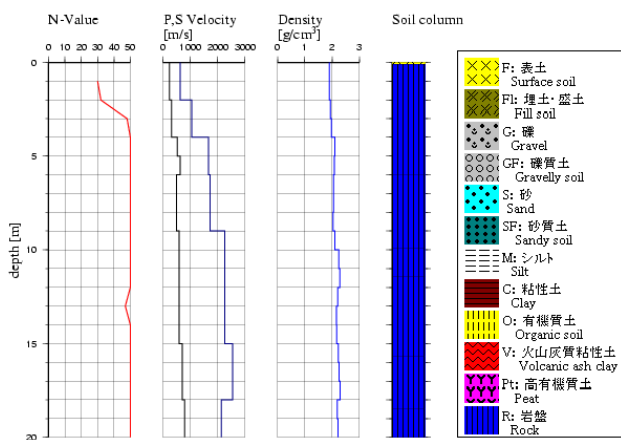 N-Value
P,S Velocity
[m/s]
Density
[g/cm³]
Soil column
0 10 20 30 40 50
0 1000 2000 3000
0 1 2 3
depth [m]
0
5
10
15
20
F: 表土
Surface soil
Fl: 埋土・盛土
Fill soil
G: 礫
Gravel
GF: 礫質土
Gravelly soil
S: 砂
Sand
SF: 砂質土
Sandy soil
M: シルト
Silt
C: 粘性土
Clay
O: 有機質土
Organic soil
V: 火山灰質粘性土
Volcanic ash clay
Pt: 高有機質土
Peat
R: 岩盤
Rock